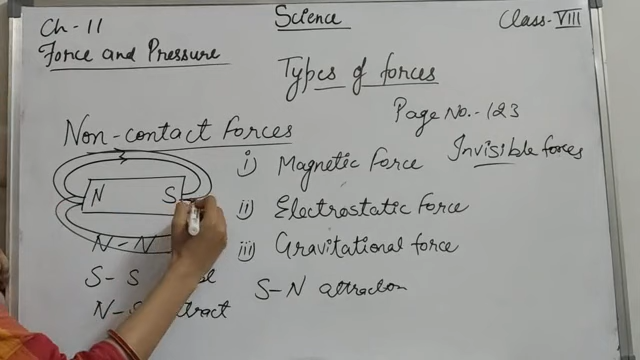 Science
Ch-11
Class-VIII
Force and Pressure
Types of forces
Page No.-123
Non-contact forces
Invisible forces
i) Magnetic force
N S
ii) Electrostatic force
N-N
iii) Gravitational force
S-S
S-N attraction
N-S